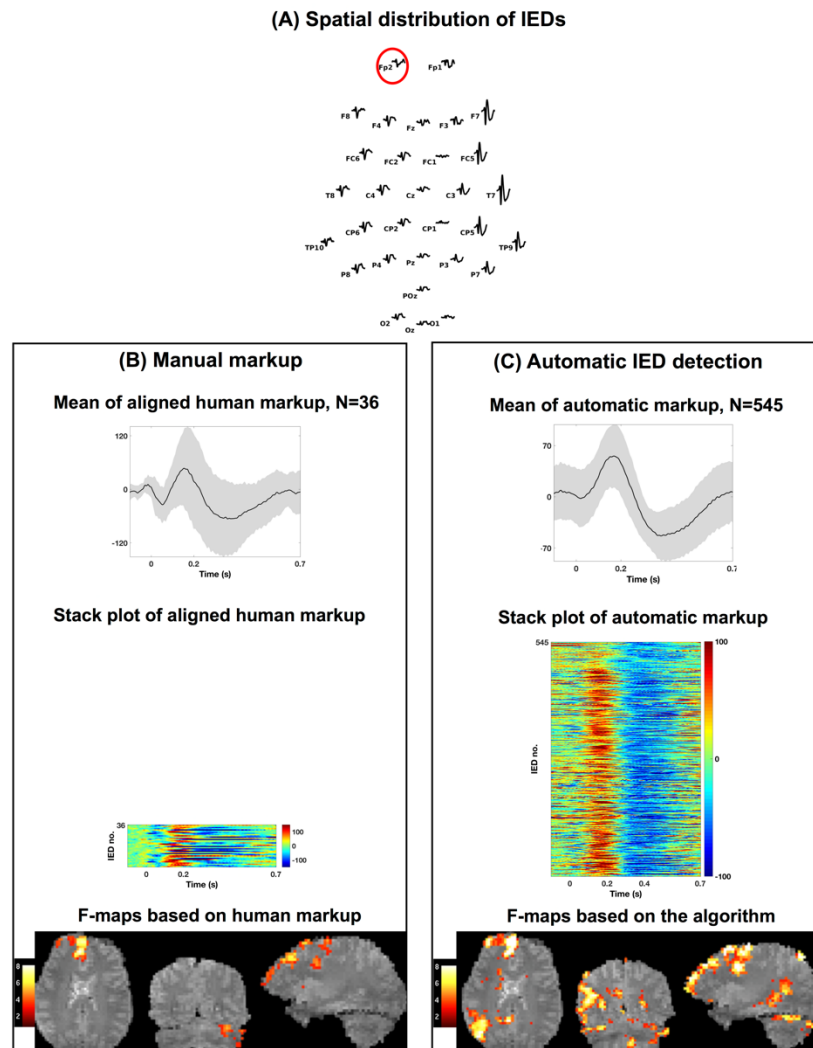 (A) Spatial distribution of IEDs
Fp2 Fp1
F8 F4 Fz F3 F7
FC6 FC2 FC1 FC5
T8 C4 Cz C3 T7
CP6 CP2 CP1 CP5
TP10 TP9
P8 P4 Pz P3 P7
POz
O2 Oz O1
(B) Manual markup
Mean of aligned human markup, N=36
120
0
-120
0 0.2 0.7
Time (s)
Stack plot of aligned human markup
36
IED no.
100
0
-100
0 0.2 0.7
Time (s)
F-maps based on human markup
8
6
4
2
(C) Automatic IED detection
Mean of automatic markup, N=545
70
0
-70
0 0.2 0.7
Time (s)
Stack plot of automatic markup
545
IED no.
100
0
-100
0 0.2 0.4 0.7
Time (s)
F-maps based on the algorithm
8
6
4
2